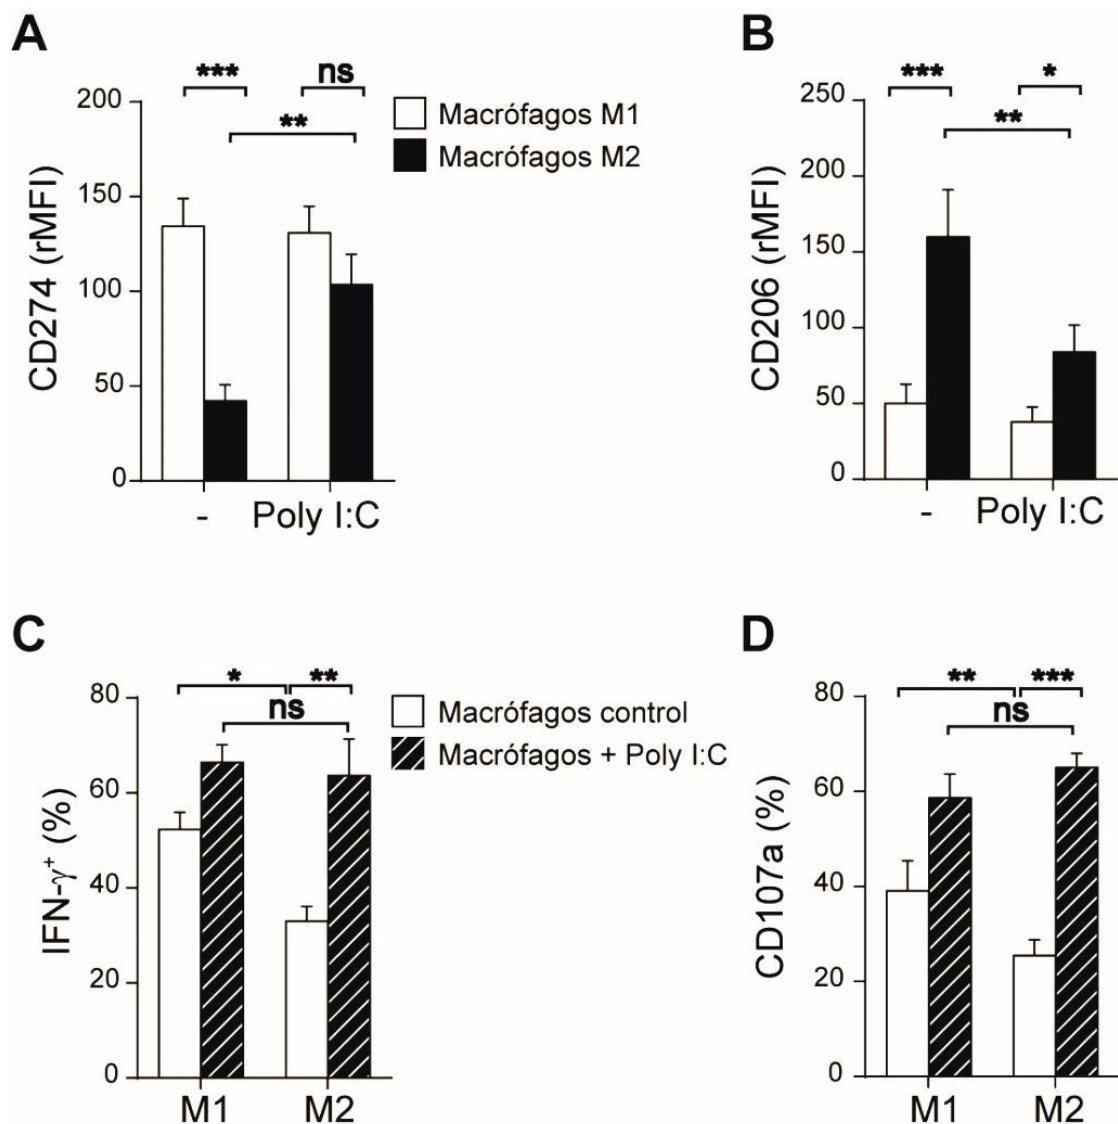 A
*** ns
**
200
150
100
50
0
CD274 (rMFI)
- Poly I:C
Macrófagos M1
Macrófagos M2
B
*** *
**
250
200
150
100
50
0
CD206 (rMFI)
- Poly I:C
C
* **
ns
80
60
40
20
0
IFN-γ⁺ (%)
M1 M2
Macrófagos control
Macrófagos + Poly I:C
D
** ***
ns
80
60
40
20
0
CD107a (%)
M1 M2